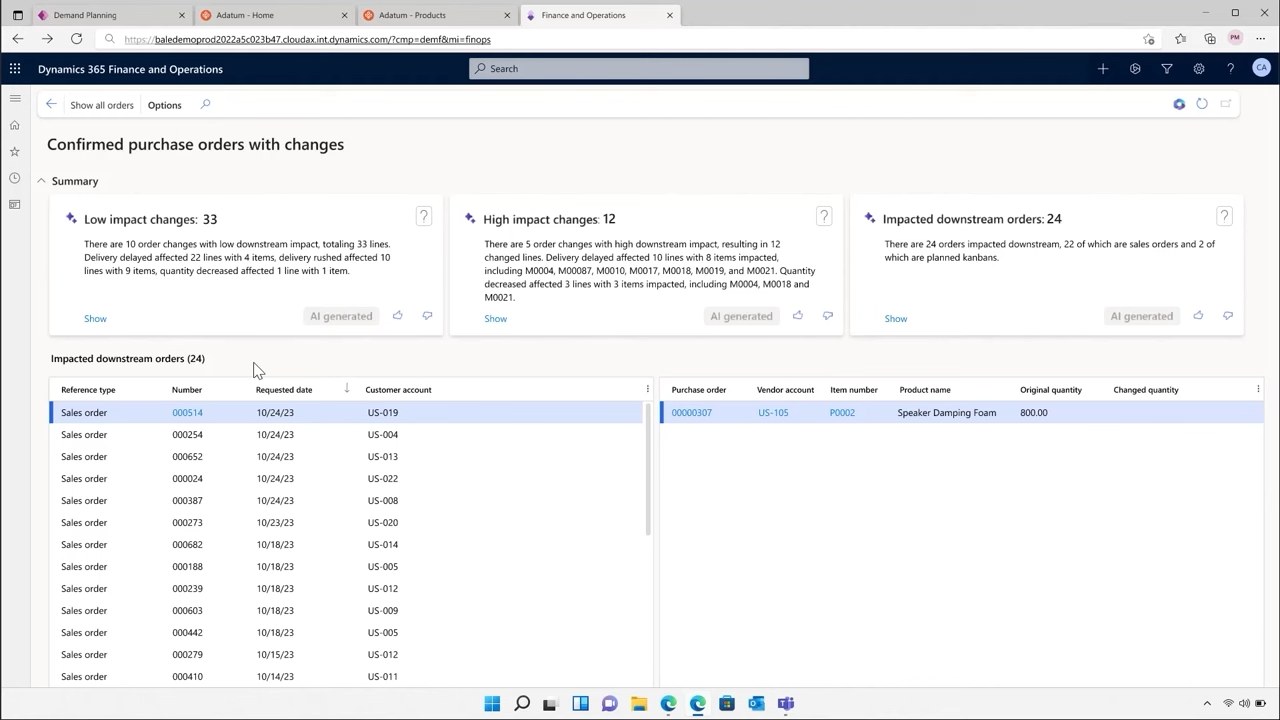 Demand Planning
Adatum - Home
Adatum - Products
Finance and Operations
https://baledemoprod2022a5c023b47.cloudax.int.dynamics.com/?cmp=demf&mi=finops
PM
Dynamics 365 Finance and Operations
Search
?
CA
Show all orders
Options
Confirmed purchase orders with changes
Summary
Low impact changes: 33
?
There are 10 order changes with low downstream impact, totaling 33 lines.
Delivery delayed affected 22 lines with 4 items, delivery rushed affected 10
lines with 9 items, quantity decreased affected 1 line with 1 item.
Show
AI generated
High impact changes: 12
?
There are 5 order changes with high downstream impact, resulting in 12
changed lines. Delivery delayed affected 10 lines with 8 items impacted,
including M0004, M00087, M0010, M0017, M0018, M0019, and M0021. Quantity
decreased affected 3 lines with 3 items impacted, including M0004, M0018 and
M0021.
Show
AI generated
Impacted downstream orders: 24
?
There are 24 orders impacted downstream, 22 of which are sales orders and 2 of
which are planned kanbans.
Show
AI generated
Impacted downstream orders (24)
Reference type Number Requested date Customer account
Sales order 000514 10/24/23 US-019
Sales order 000254 10/24/23 US-004
Sales order 000652 10/24/23 US-013
Sales order 000024 10/24/23 US-022
Sales order 000387 10/24/23 US-008
Sales order 000273 10/23/23 US-020
Sales order 000682 10/18/23 US-014
Sales order 000188 10/18/23 US-005
Sales order 000239 10/18/23 US-012
Sales order 000603 10/18/23 US-009
Sales order 000442 10/18/23 US-005
Sales order 000279 10/15/23 US-012
Sales order 000410 10/14/23 US-011
Purchase order Vendor account Item number Product name Original quantity Changed quantity
00000307 US-105 P0002 Speaker Damping Foam 800.00